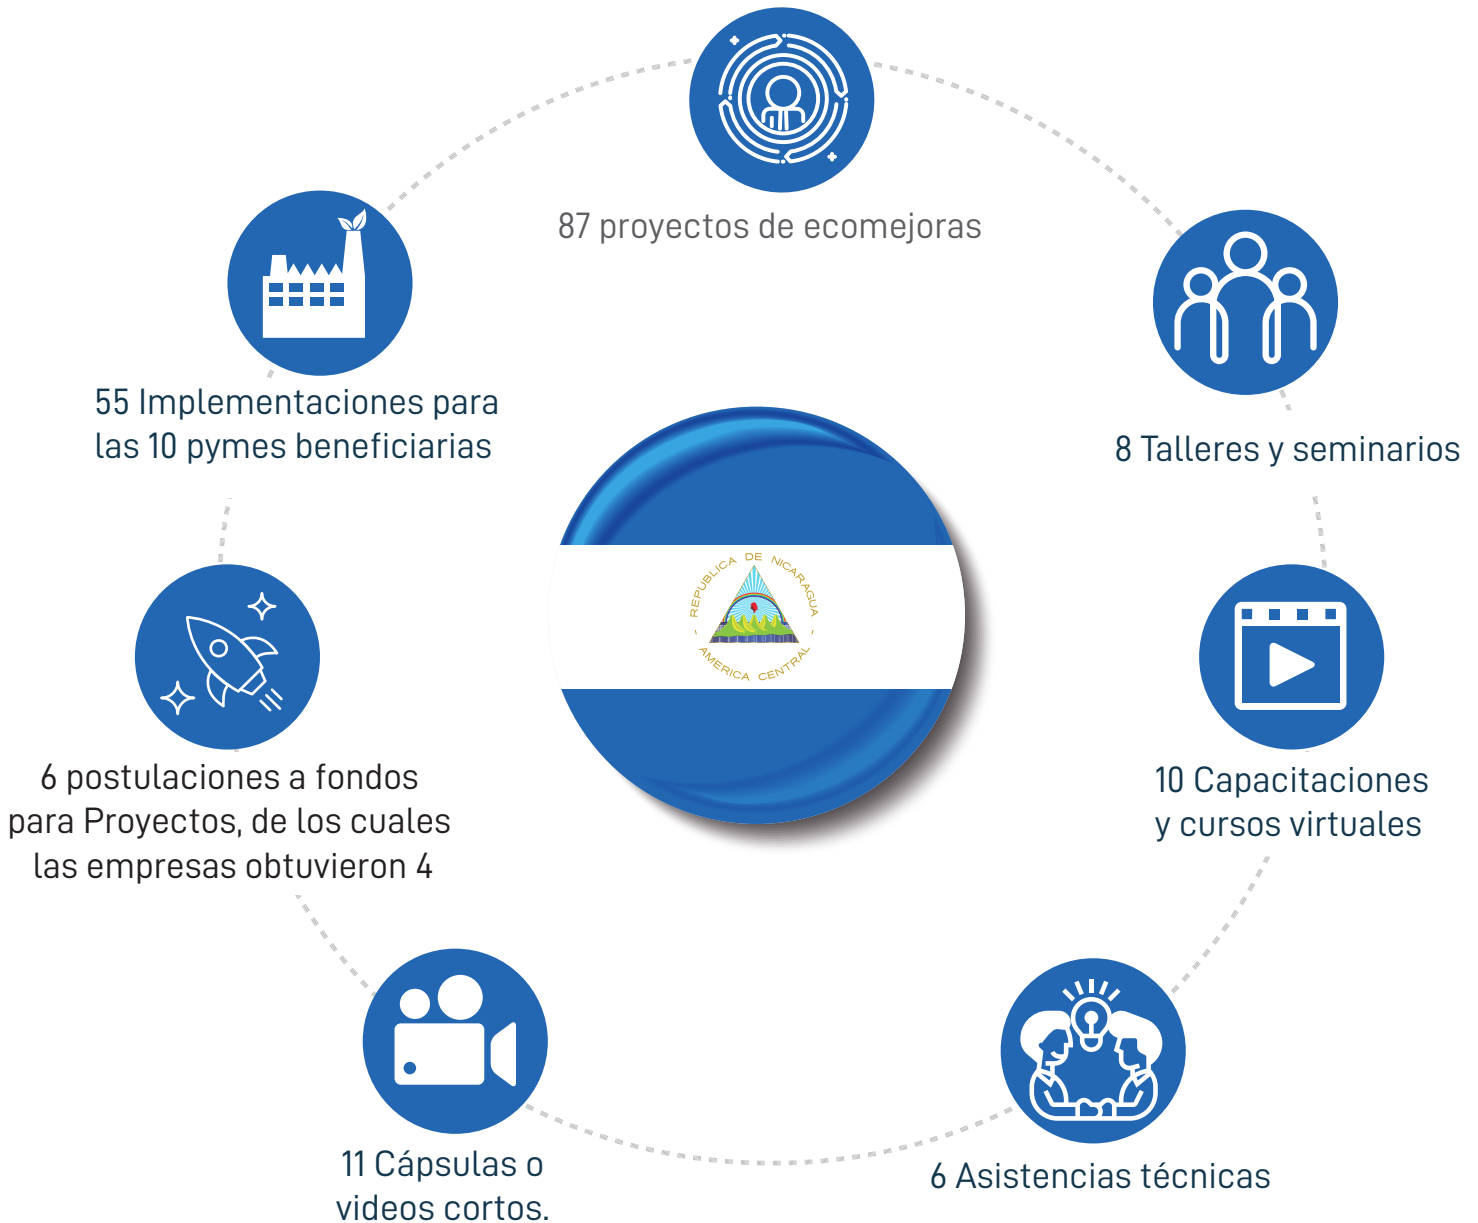 87 proyectos de ecomejoras
55 Implementaciones para
las 10 pymes beneficiarias
8 Talleres y seminarios
REPUBLICA DE NICARAGUA
- AMERICA CENTRAL -
6 postulaciones a fondos
para Proyectos, de los cuales
las empresas obtuvieron 4
10 Capacitaciones
y cursos virtuales
11 Cápsulas o
videos cortos.
6 Asistencias técnicas